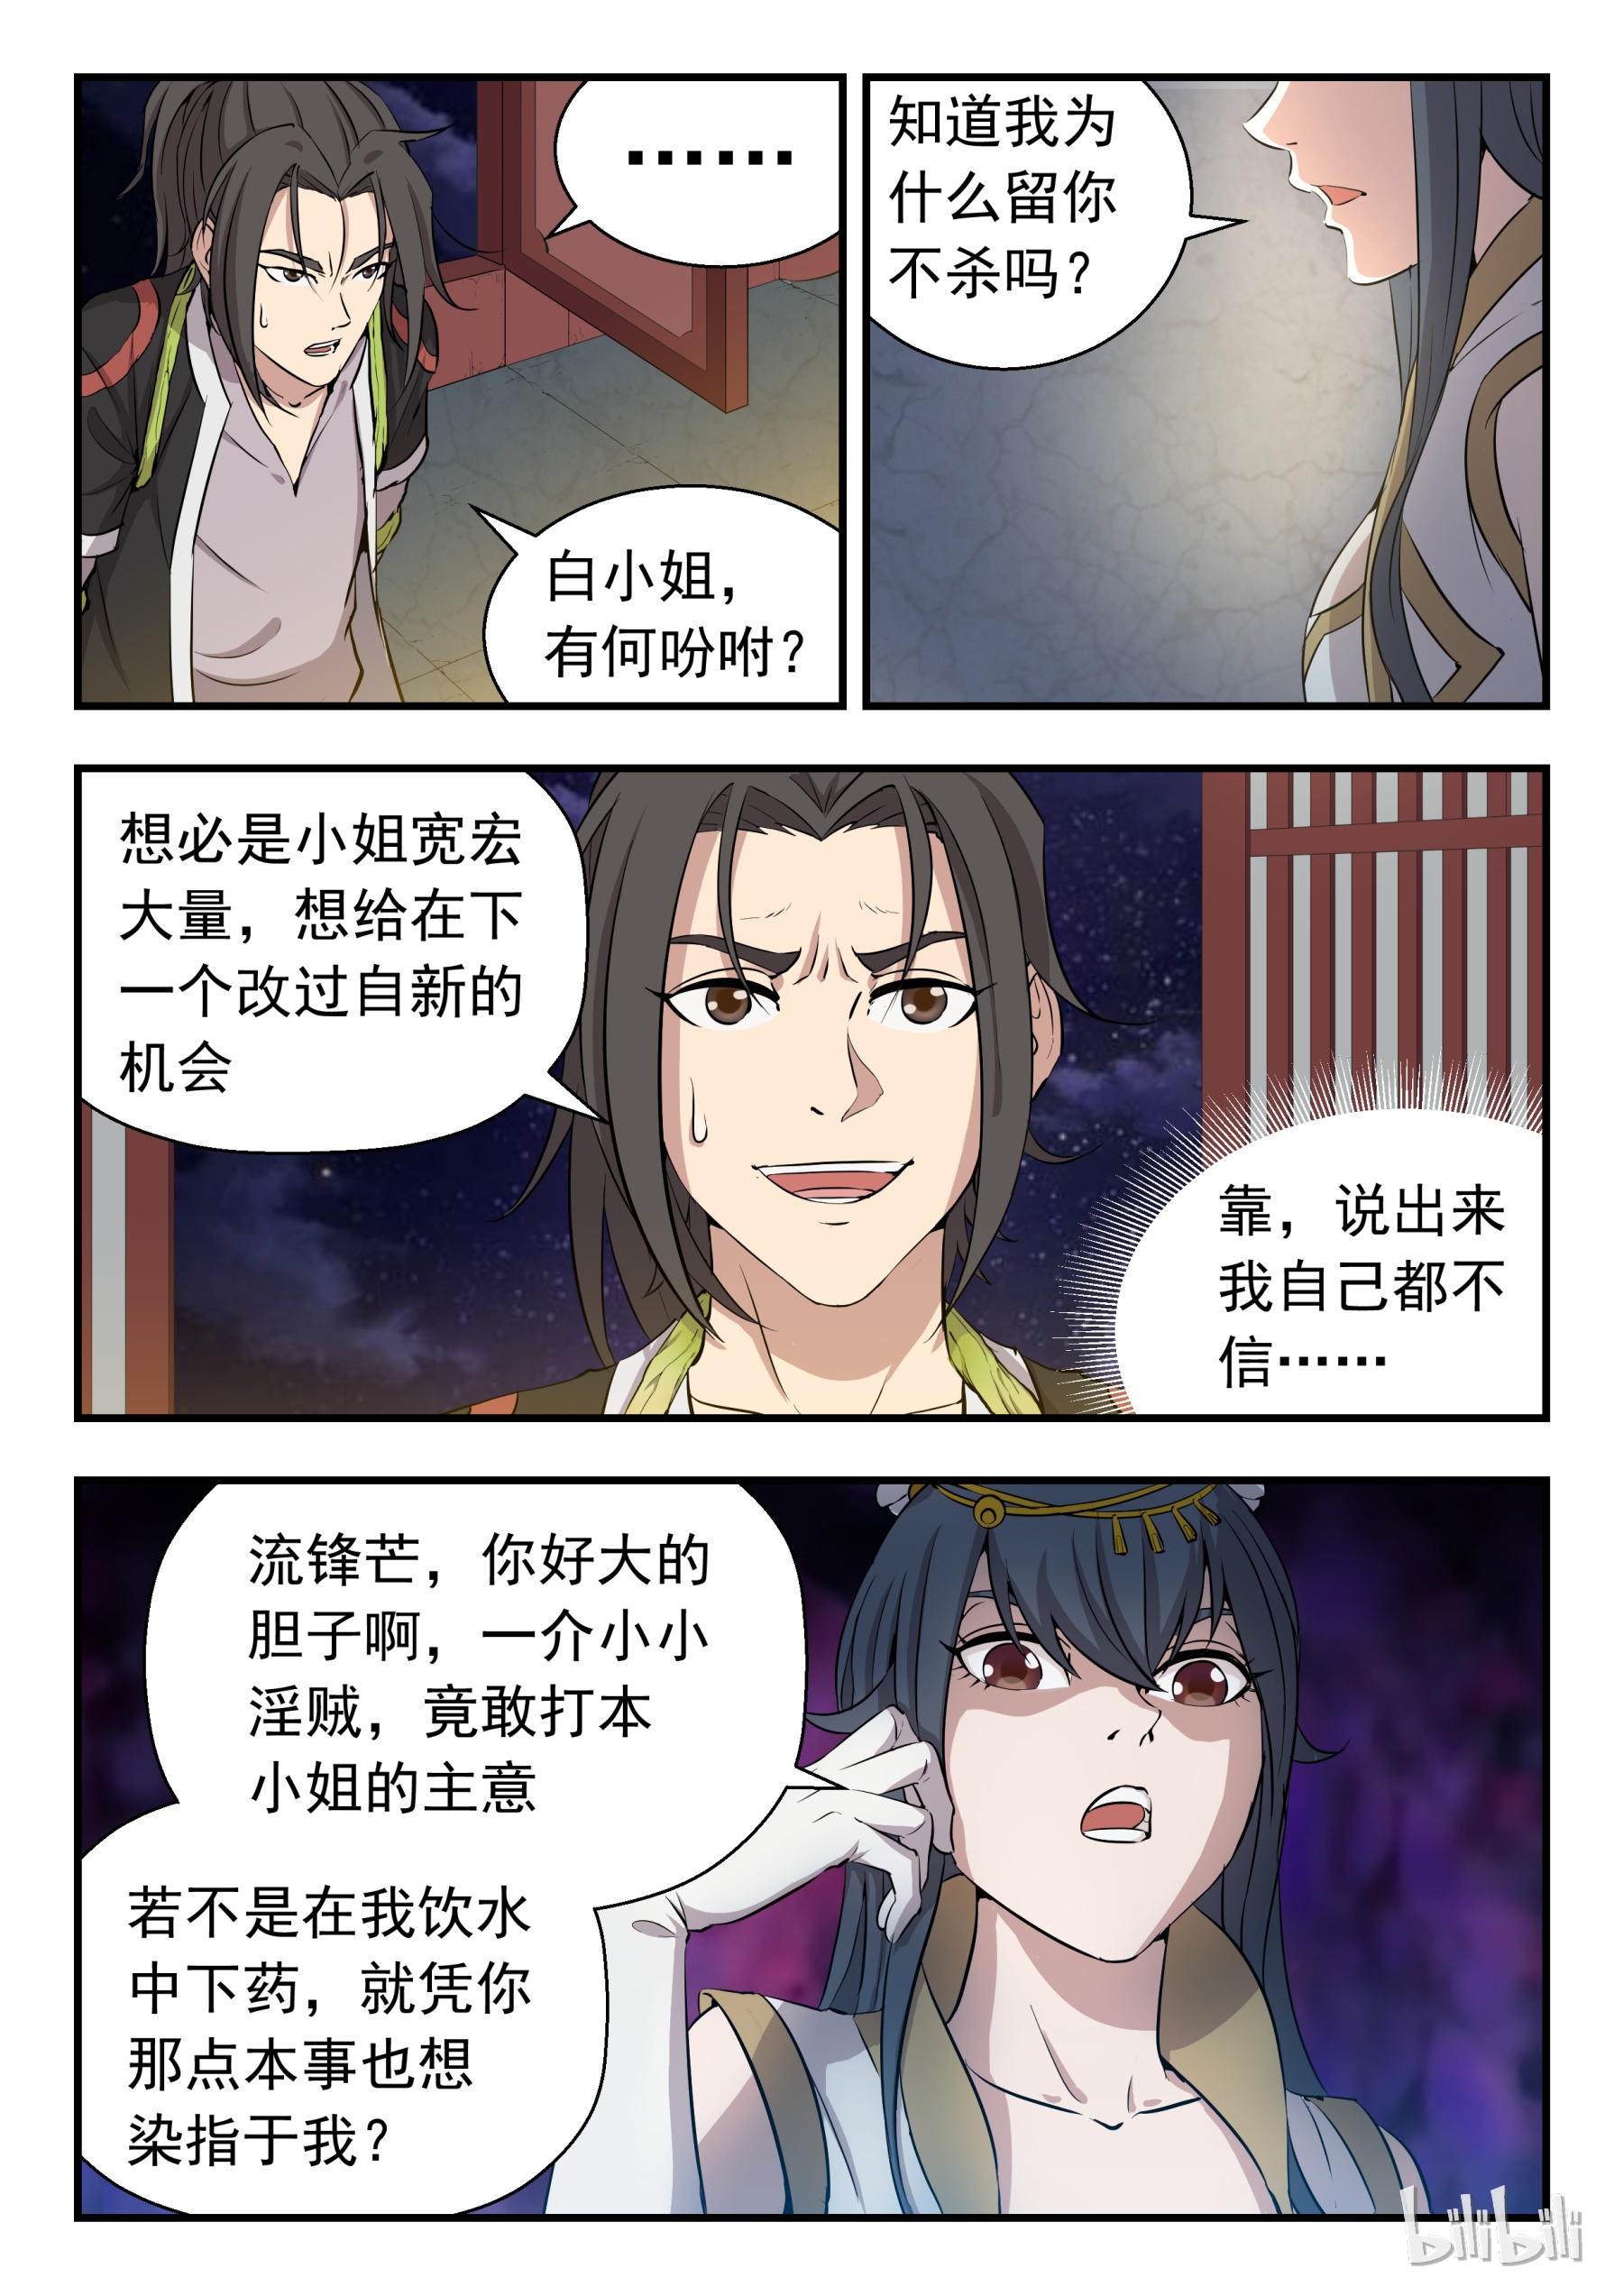 ……
白小姐，
有何吩咐？
知道我为
什么留你
不杀吗？
想必是小姐宽宏
大量，想给在下
一个改过自新的
机会
靠，说出来
我自己都不
信……
流锋芒，你好大的
胆子啊，一介小小
淫贼，竟敢打本
小姐的主意
若不是在我饮水
中下药，就凭你
那点本事也想
染指于我？
bilibili